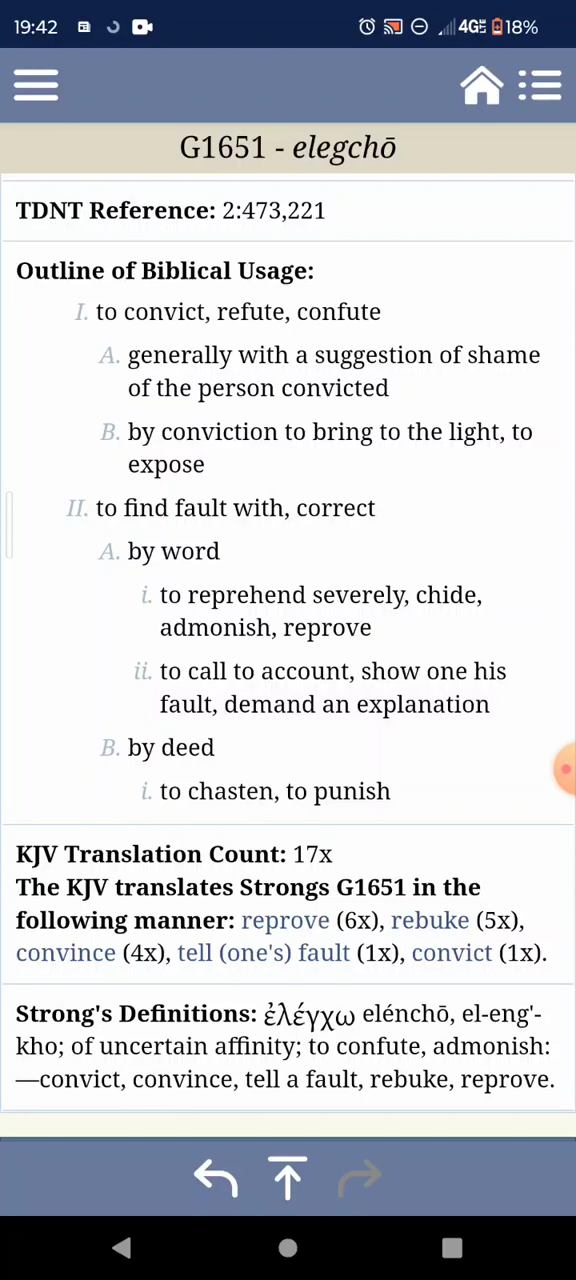 19:42 4G 18%
G1651 - elegchō
TDNT Reference: 2:473,221
Outline of Biblical Usage:
I. to convict, refute, confute
A. generally with a suggestion of shame
of the person convicted
B. by conviction to bring to the light, to
expose
II. to find fault with, correct
A. by word
i. to reprehend severely, chide,
admonish, reprove
ii. to call to account, show one his
fault, demand an explanation
B. by deed
i. to chasten, to punish
KJV Translation Count: 17x
The KJV translates Strongs G1651 in the
following manner: reprove (6x), rebuke (5x),
convince (4x), tell (one's) fault (1x), convict (1x).
Strong's Definitions: ἐλέγχω elénchō, el-eng'-
kho; of uncertain affinity; to confute, admonish:
—convict, convince, tell a fault, rebuke, reprove.